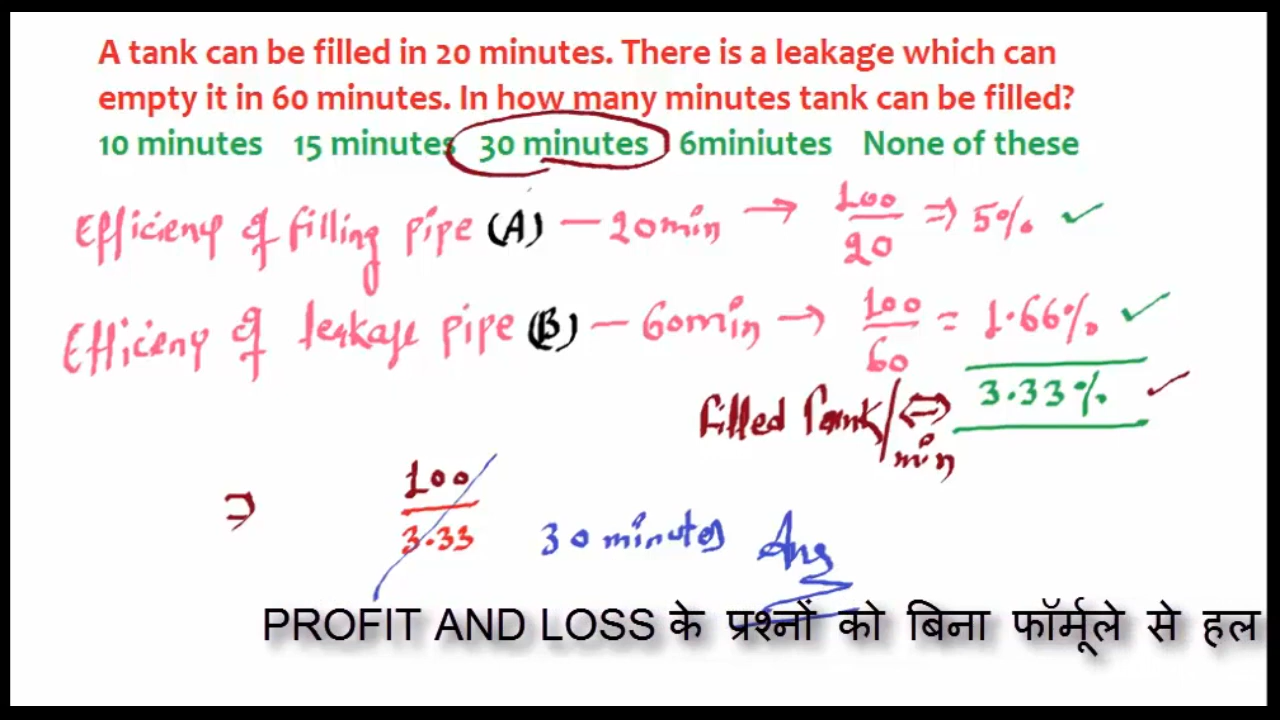 A tank can be filled in 20 minutes. There is a leakage which can
empty it in 60 minutes. In how many minutes tank can be filled?
10 minutes 15 minutes 30 minutes 6miniutes None of these
Efficieny of filling pipe (A) — 20min → 100/20 => 5%
Efficieny of leakage pipe (B) — 60min → 100/60 = 1.66%
3.33%
Filled Tank/min <=>
=> 100/3.33 30 minutes Ans
PROFIT AND LOSS के प्रश्नों को बिना फॉर्मूले से हल